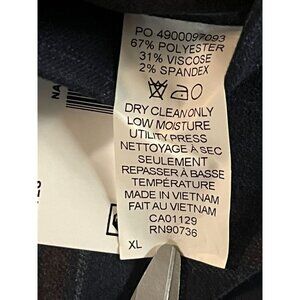 PO 4900097093
67% POLYESTER
31% VISCOSE
2% SPANDEX
DRY CLEAN ONLY
LOW MOISTURE
UTILITY PRESS
NETTOYAGE À SEC
SEULEMENT
REPASSER À BASSE
TEMPÉRATURE
MADE IN VIETNAM
FAIT AU VIETNAM
CA01129
RN90736
XL
NA